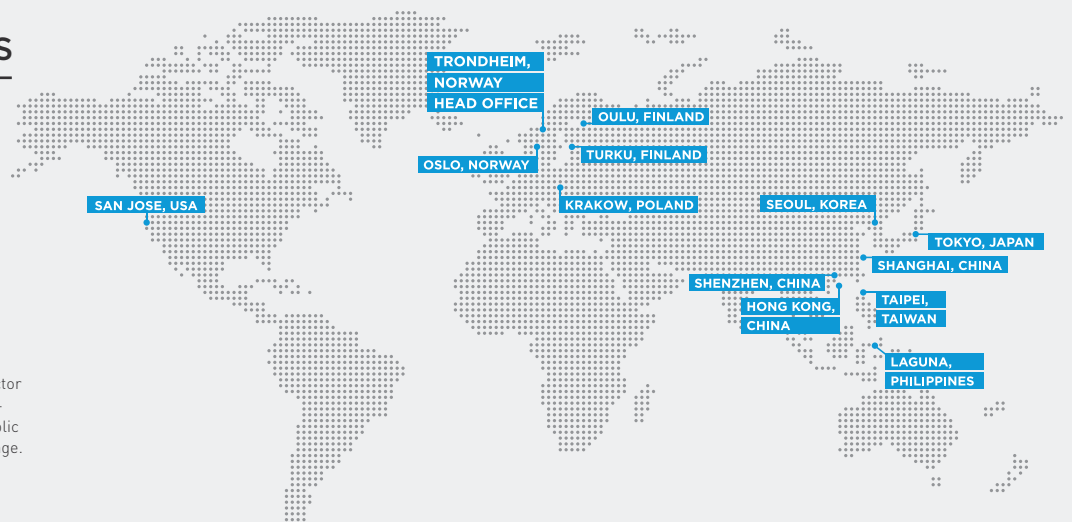 S
TRONDHEIM,
NORWAY
HEAD OFFICE
OULU, FINLAND
TURKU, FINLAND
OSLO, NORWAY
SAN JOSE, USA
KRAKOW, POLAND
SEOUL, KOREA
TOKYO, JAPAN
SHANGHAI, CHINA
SHENZHEN, CHINA
HONG KONG,
CHINA
TAIPEI,
TAIWAN
LAGUNA,
PHILIPPINES